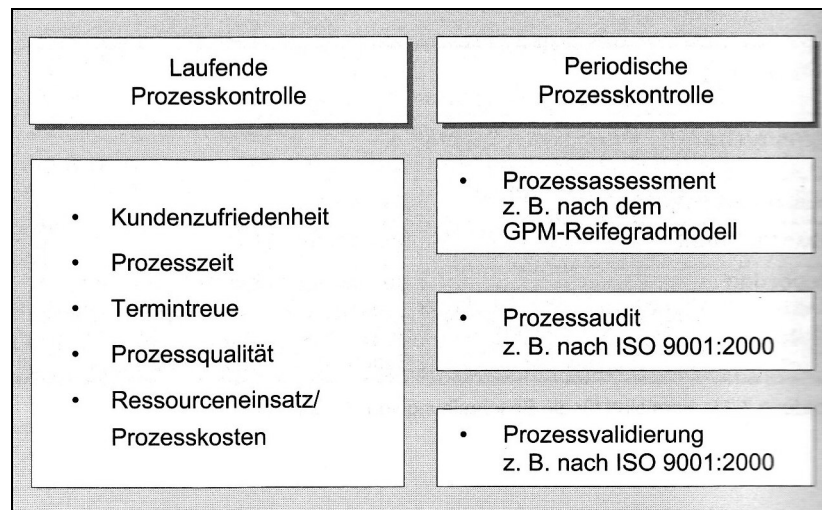 Laufende
Prozesskontrolle
• Kundenzufriedenheit
• Prozesszeit
• Termintreue
• Prozessqualität
• Ressourceneinsatz/
Prozesskosten
Periodische
Prozesskontrolle
• Prozessassessment
z. B. nach dem
GPM-Reifegradmodell
• Prozessaudit
z. B. nach ISO 9001:2000
• Prozessvalidierung
z. B. nach ISO 9001:2000